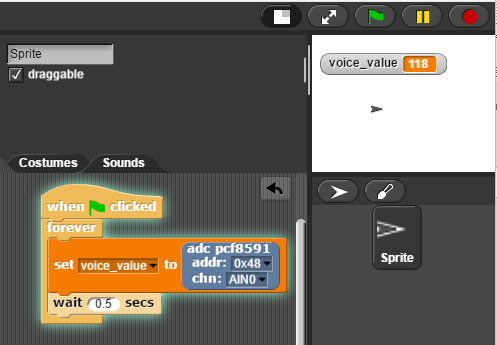 Sprite
draggable
voice_value 118
Costumes Sounds
when clicked
forever
set voice_value to adc pcf8591
addr: 0x48
chn: AIN0
wait 0.5 secs
Sprite